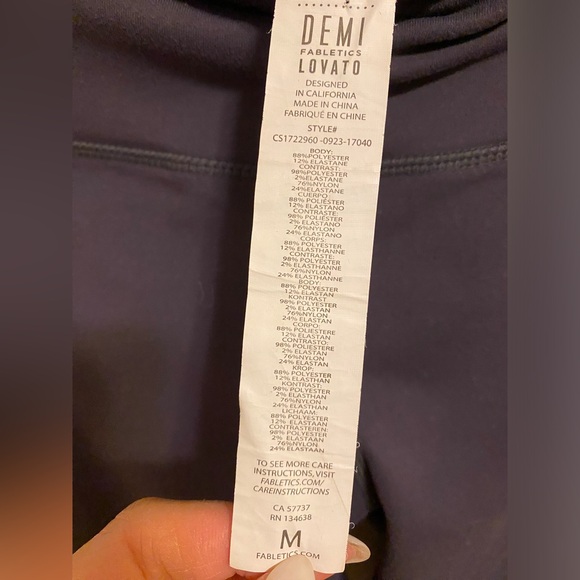 DEMI
FABLETICS
LOVATO
DESIGNED
IN CALIFORNIA
MADE IN CHINA
FABRIQUÉ EN CHINE
STYLE#
CS1722960 -0923-17040
BODY:
88%POLYESTER
12% ELASTANE
CONTRAST:
98%POLYESTER
2%ELASTANE
76%NYLON
24%ELASTANE
CUERPO:
88% POLIÉSTER
12% ELASTANO
CONTRASTE:
98% POLIÉSTER
2% ELASTANO
76%NYLON
24% ELASTANO
CORPS:
88% POLYESTER
12% ELASTHANNE
CONTRASTE:
98% POLYESTER
2% ELASTHANNE
76%NYLON
24% ELASTHANNE
BODY:
88% POLYESTER
12% ELASTAN
KONTRAST:
98% POLYESTER
2% ELASTAN
76%NYLON
24% ELASTAN
CORPO:
88% POLIESTERE
12% ELASTAN
CONTRASTO:
98% POLIESTERE
2% ELASTAN
76%NYLON
24% ELASTAN
KROP:
88% POLYESTER
12% ELASTHAN
KONTRAST:
98% POLYESTER
2% ELASTHAN
76%NYLON
24% ELASTHAN
LICHAAM:
88% POLYESTER
12% ELASTAAN
CONTRASTEREN:
98% POLYESTER
2% ELASTAAN
76%NYLON
24% ELASTAAN
TO SEE MORE CARE
INSTRUCTIONS, VISIT
FABLETICS.COM/
CAREINSTRUCTIONS
CA 57737
RN 134638
M
FABLETICS.COM